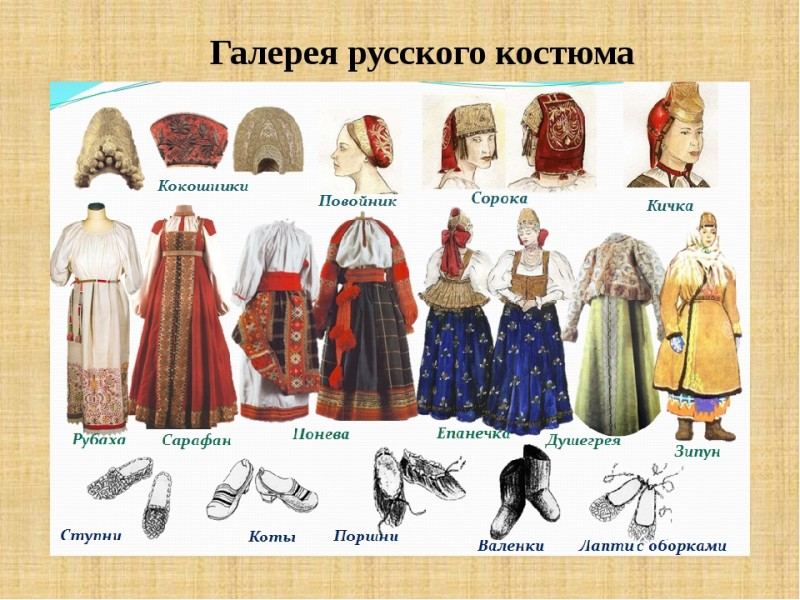 Галерея русского костюма
Кокошники
Повойник
Сорока
Кичка
Рубаха
Сарафан
Понева
Епанечка
Душегрея
Зипун
Ступни
Коты
Поршни
Валенки
Лапти с оборками